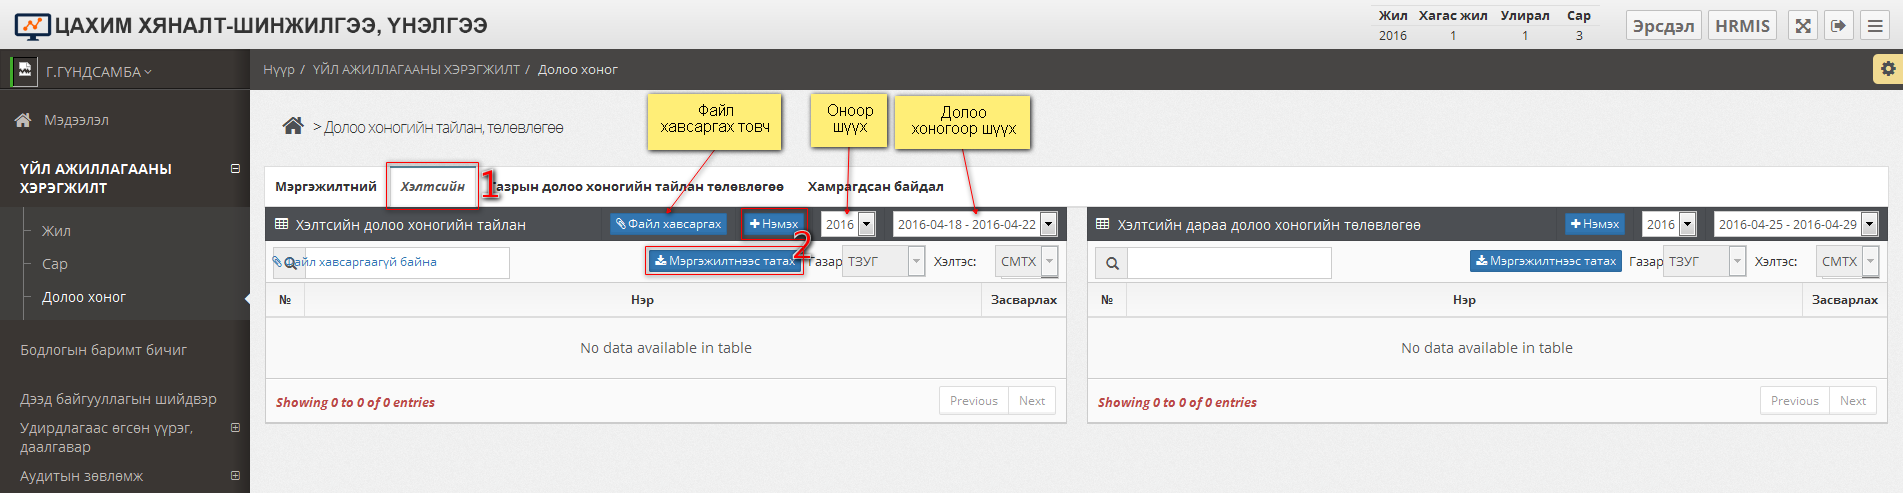 ЦАХИМ ХЯНАЛТ-ШИНЖИЛГЭЭ, ҮНЭЛГЭЭ
Жил Хагас жил Улирал Сар
2016 1 1 3
Эрсдэл HRMIS
Г.ГҮНДСАМБА
Нүүр / ҮЙЛ АЖИЛЛАГААНЫ ХЭРЭГЖИЛТ / Долоо хоног
Мэдээлэл
ҮЙЛ АЖИЛЛАГААНЫ
ХЭРЭГЖИЛТ
Жил
Сар
Долоо хоног
Бодлогын баримт бичиг
Дээд байгууллагын шийдвэр
Удирдлагаас өгсөн үүрэг,
даалгавар
Аудитын зөвлөмж
> Долоо хоногийн тайлан, төлөвлөгөө
Файл
хавсаргах товч
Оноор
шүүх
Долоо
хоногоор шүүх
Мэргэжилтний Хэлтсийн 1 Газрын долоо хоногийн тайлан төлөвлөгөө Хамрагдсан байдал
Хэлтсийн долоо хоногийн тайлан Файл хавсаргах Нэмэх 2016 2016-04-18 - 2016-04-22
2
Файл хавсаргаагүй байна Мэргэжилтнээс татах Газар ТЗУГ Хэлтэс: СМТХ
№ Нэр Засварлах
No data available in table
Showing 0 to 0 of 0 entries Previous Next
Хэлтсийн дараа долоо хоногийн төлөвлөгөө Нэмэх 2016 2016-04-25 - 2016-04-29
Мэргэжилтнээс татах Газар ТЗУГ Хэлтэс: СМТХ
№ Нэр Засварлах
No data available in table
Showing 0 to 0 of 0 entries Previous Next